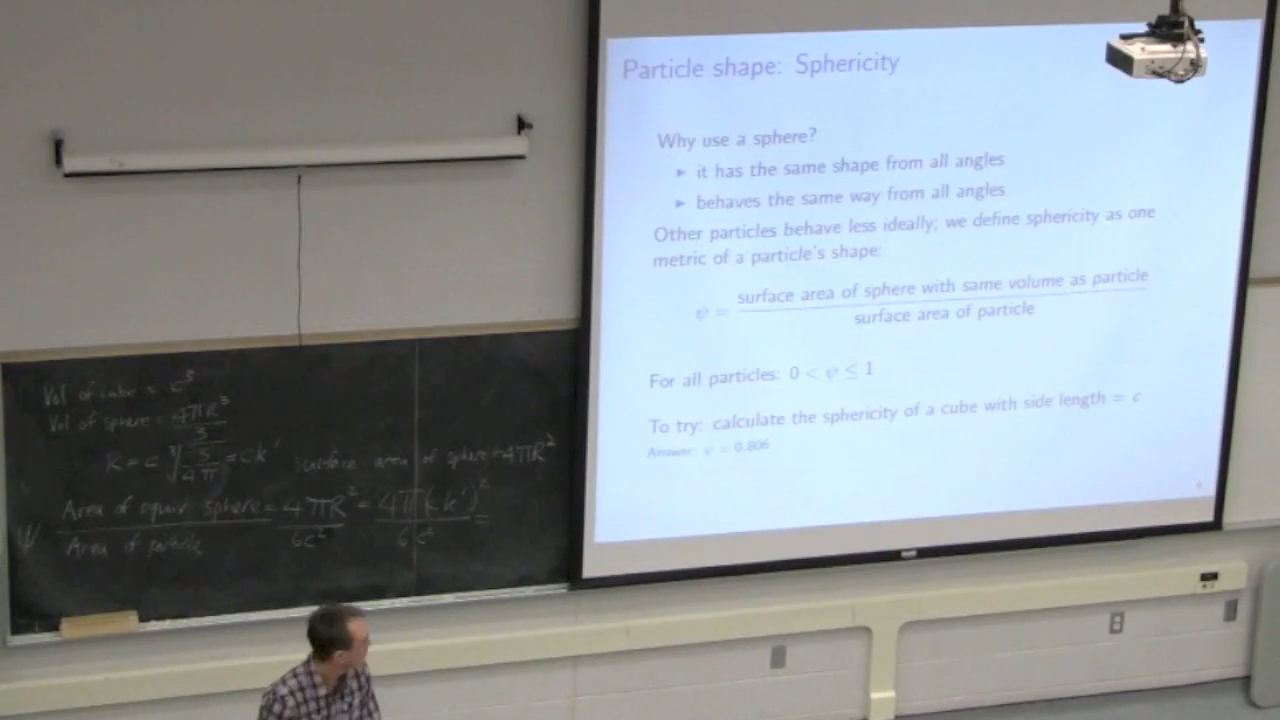 Vol of cube = c³
Vol of sphere = 4πR³
3
R = c ∛ 3 = ck'
4π
surface area of sphere = 4πR²
Area of equiv sphere = 4πR² = 4π(ck')² =
ψ Area of particle 6c² 6c²
Particle shape: Sphericity
Why use a sphere?
▶ it has the same shape from all angles
▶ behaves the same way from all angles
Other particles behave less ideally; we define sphericity as one
metric of a particle's shape:
ψ = surface area of sphere with same volume as particle
surface area of particle
For all particles: 0 < ψ ≤ 1
To try: calculate the sphericity of a cube with side length = c
Answer: ψ = 0.806